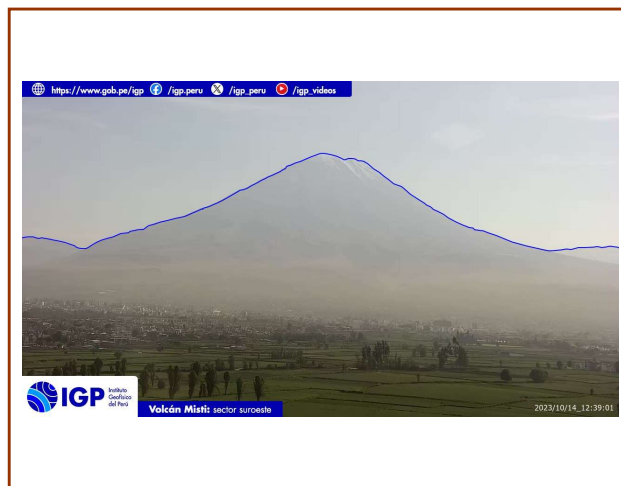 https://www.gob.pe/igp /igp.peru /igp_peru /igp_videos
IGP Instituto
Geofísico
del Perú
Volcán Misti: sector suroeste
2023/10/14_12:39:01